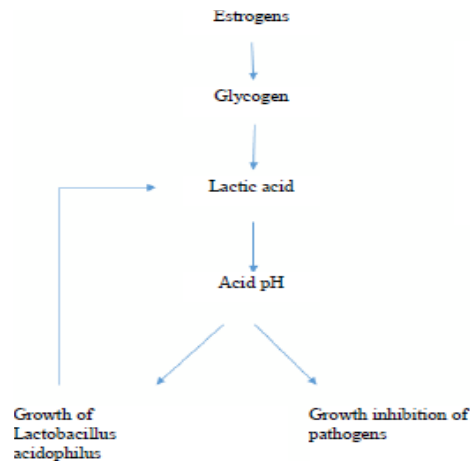 Estrogens
Glycogen
Lactic acid
Acid pH
Growth of
Lactobacillus
acidophilus
Growth inhibition of
pathogens